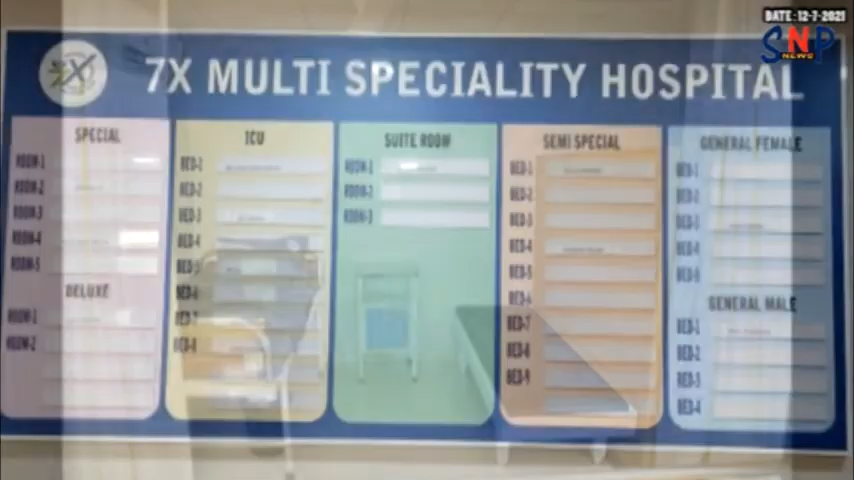 DATE : 12-7-2021
SNP
NEWS
7X
7X MULTI SPECIALITY HOSPITAL
SPECIAL
ROOM-1
ROOM-2
ROOM-3
ROOM-4
ROOM-5
DELUXE
ROOM-1
ROOM-2
ICU
BED-1
BED-2
BED-3
BED-4
BED-5
BED-6
BED-7
BED-8
SUITE ROOM
ROOM-1
ROOM-2
ROOM-3
SEMI SPECIAL
BED-1
BED-2
BED-3
BED-4
BED-5
BED-6
BED-7
BED-8
BED-9
GENERAL FEMALE
BED-1
BED-2
BED-3
BED-4
BED-5
GENERAL MALE
BED-1
BED-2
BED-3
BED-4